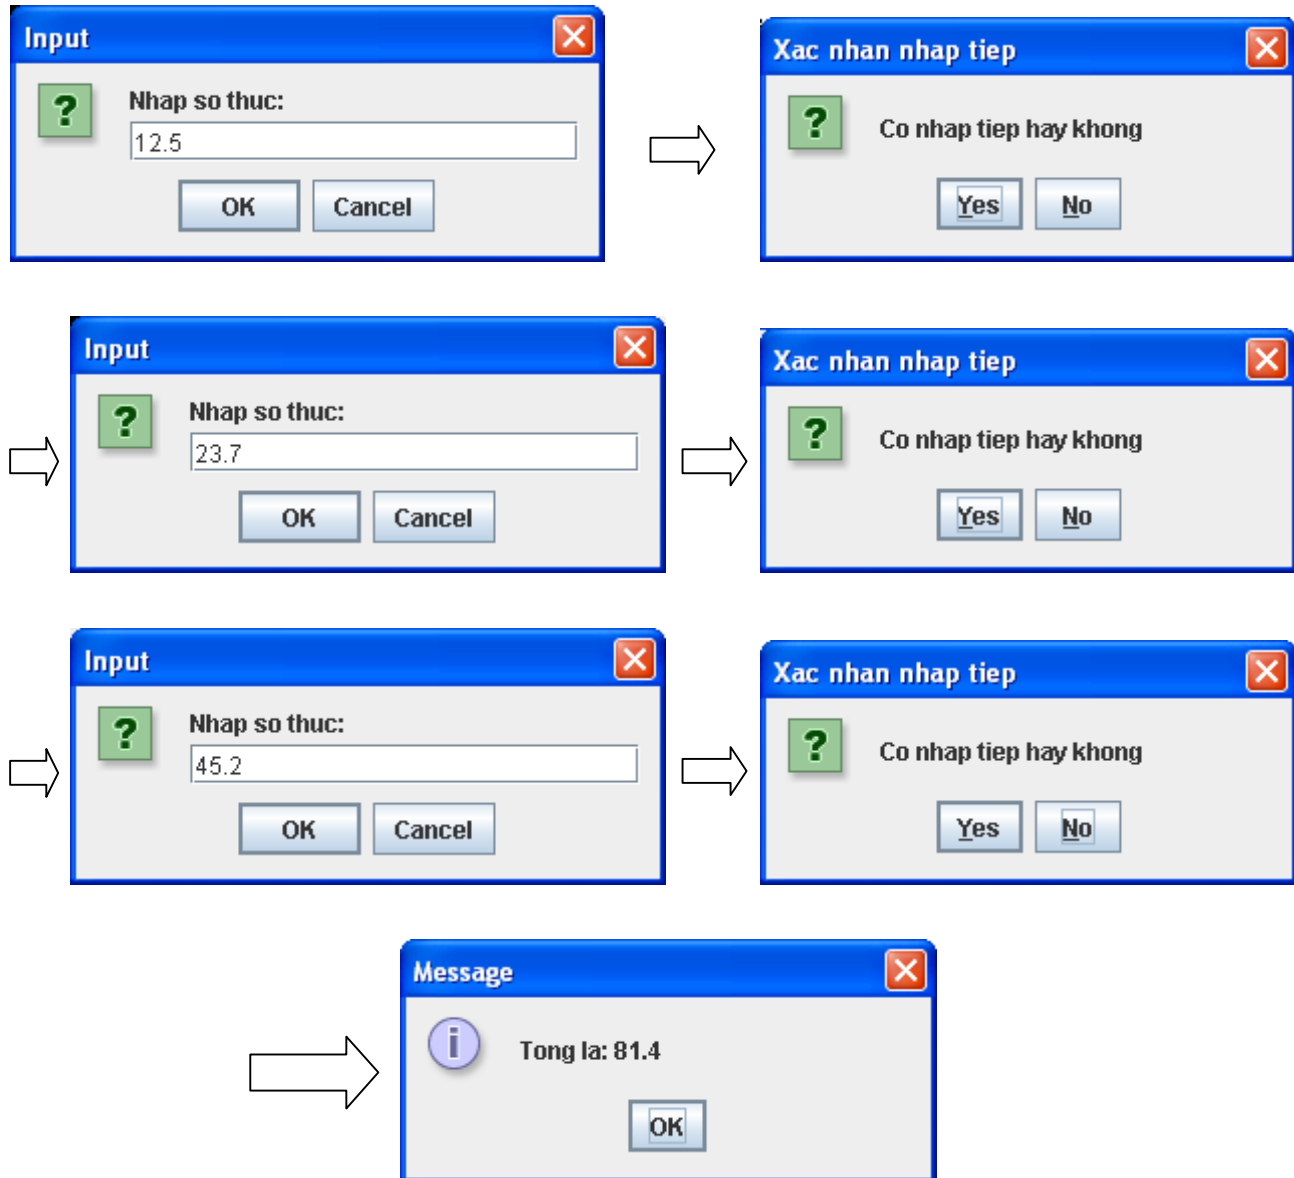 Input
Nhap so thuc:
12.5
OK Cancel
Xac nhan nhap tiep
? Co nhap tiep hay khong
Yes No
Input
Nhap so thuc:
23.7
OK Cancel
Xac nhan nhap tiep
Co nhap tiep hay khong
Yes No
Input
Nhap so thuc:
45.2
OK Cancel
Xac nhan nhap tiep
Co nhap tiep hay khong
Yes No
Message
Tong la: 81.4
OK